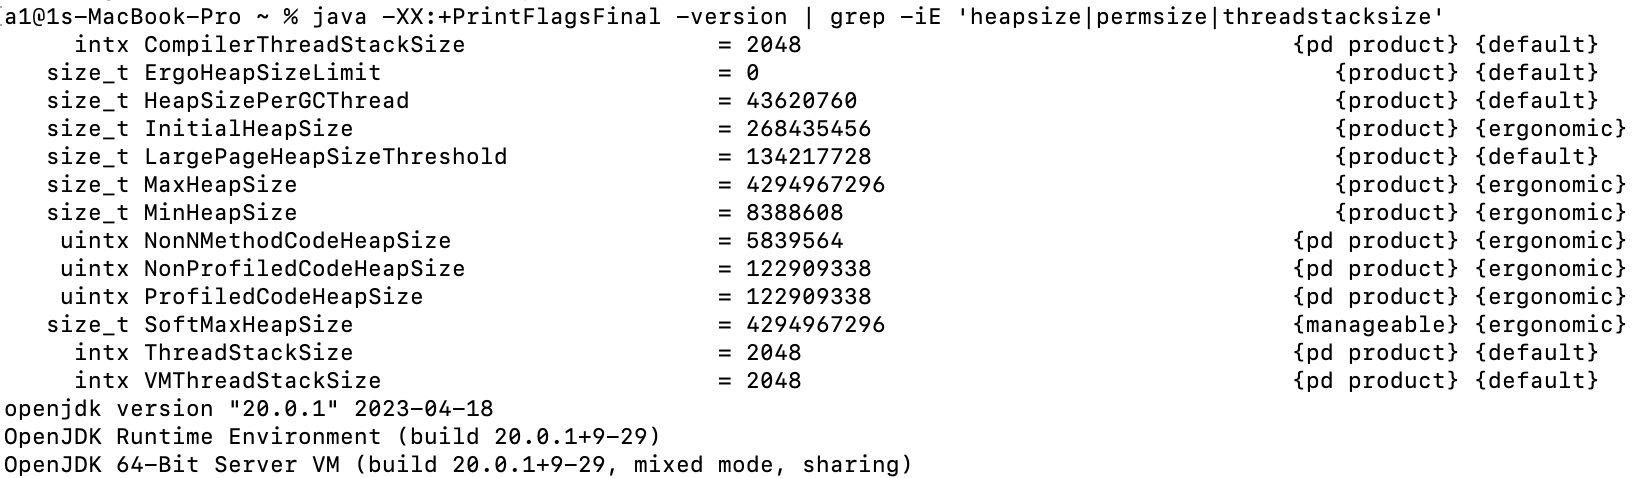 a1@1s-MacBook-Pro ~ % java -XX:+PrintFlagsFinal -version | grep -iE 'heapsize|permsize|threadstacksize'
intx CompilerThreadStackSize = 2048 {pd product} {default}
size_t ErgoHeapSizeLimit = 0 {product} {default}
size_t HeapSizePerGCThread = 43620760 {product} {default}
size_t InitialHeapSize = 268435456 {product} {ergonomic}
size_t LargePageHeapSizeThreshold = 134217728 {product} {default}
size_t MaxHeapSize = 4294967296 {product} {ergonomic}
size_t MinHeapSize = 8388608 {product} {ergonomic}
uintx NonNMethodCodeHeapSize = 5839564 {pd product} {ergonomic}
uintx NonProfiledCodeHeapSize = 122909338 {pd product} {ergonomic}
uintx ProfiledCodeHeapSize = 122909338 {pd product} {ergonomic}
size_t SoftMaxHeapSize = 4294967296 {manageable} {ergonomic}
intx ThreadStackSize = 2048 {pd product} {default}
intx VMThreadStackSize = 2048 {pd product} {default}
openjdk version "20.0.1" 2023-04-18
OpenJDK Runtime Environment (build 20.0.1+9-29)
OpenJDK 64-Bit Server VM (build 20.0.1+9-29, mixed mode, sharing)